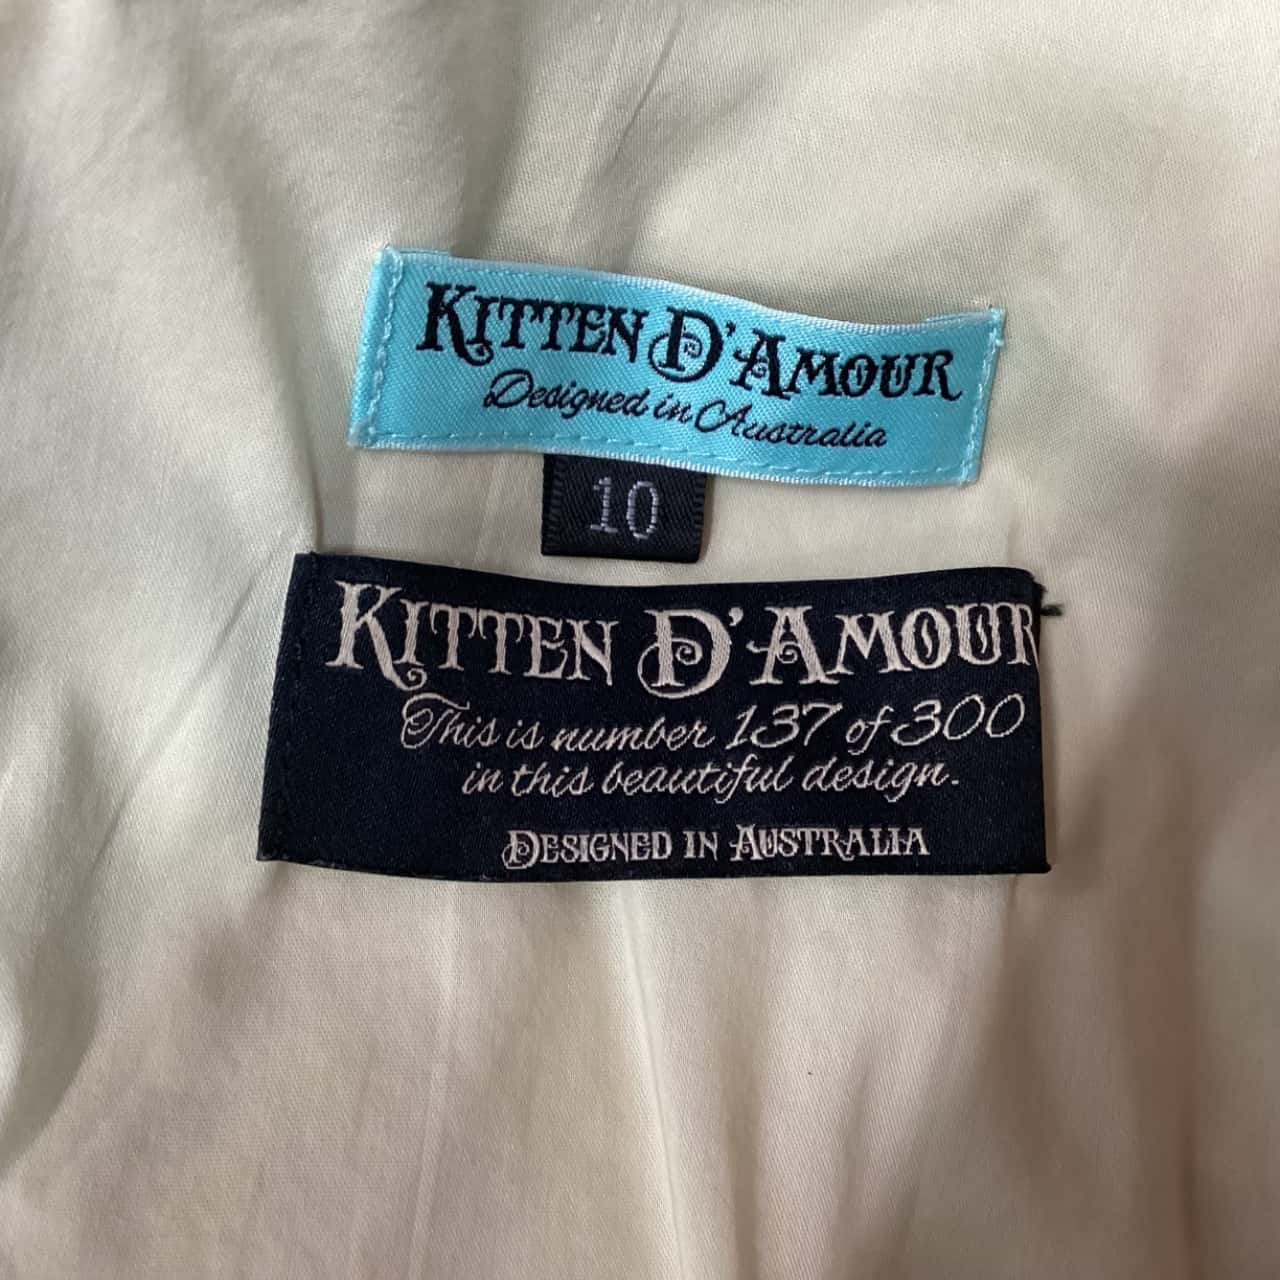 KITTEN D'AMOUR
Designed in Australia
10
KITTEN D'AMOUR
This is number 137 of 300
in this beautiful design.
DESIGNED IN AUSTRALIA